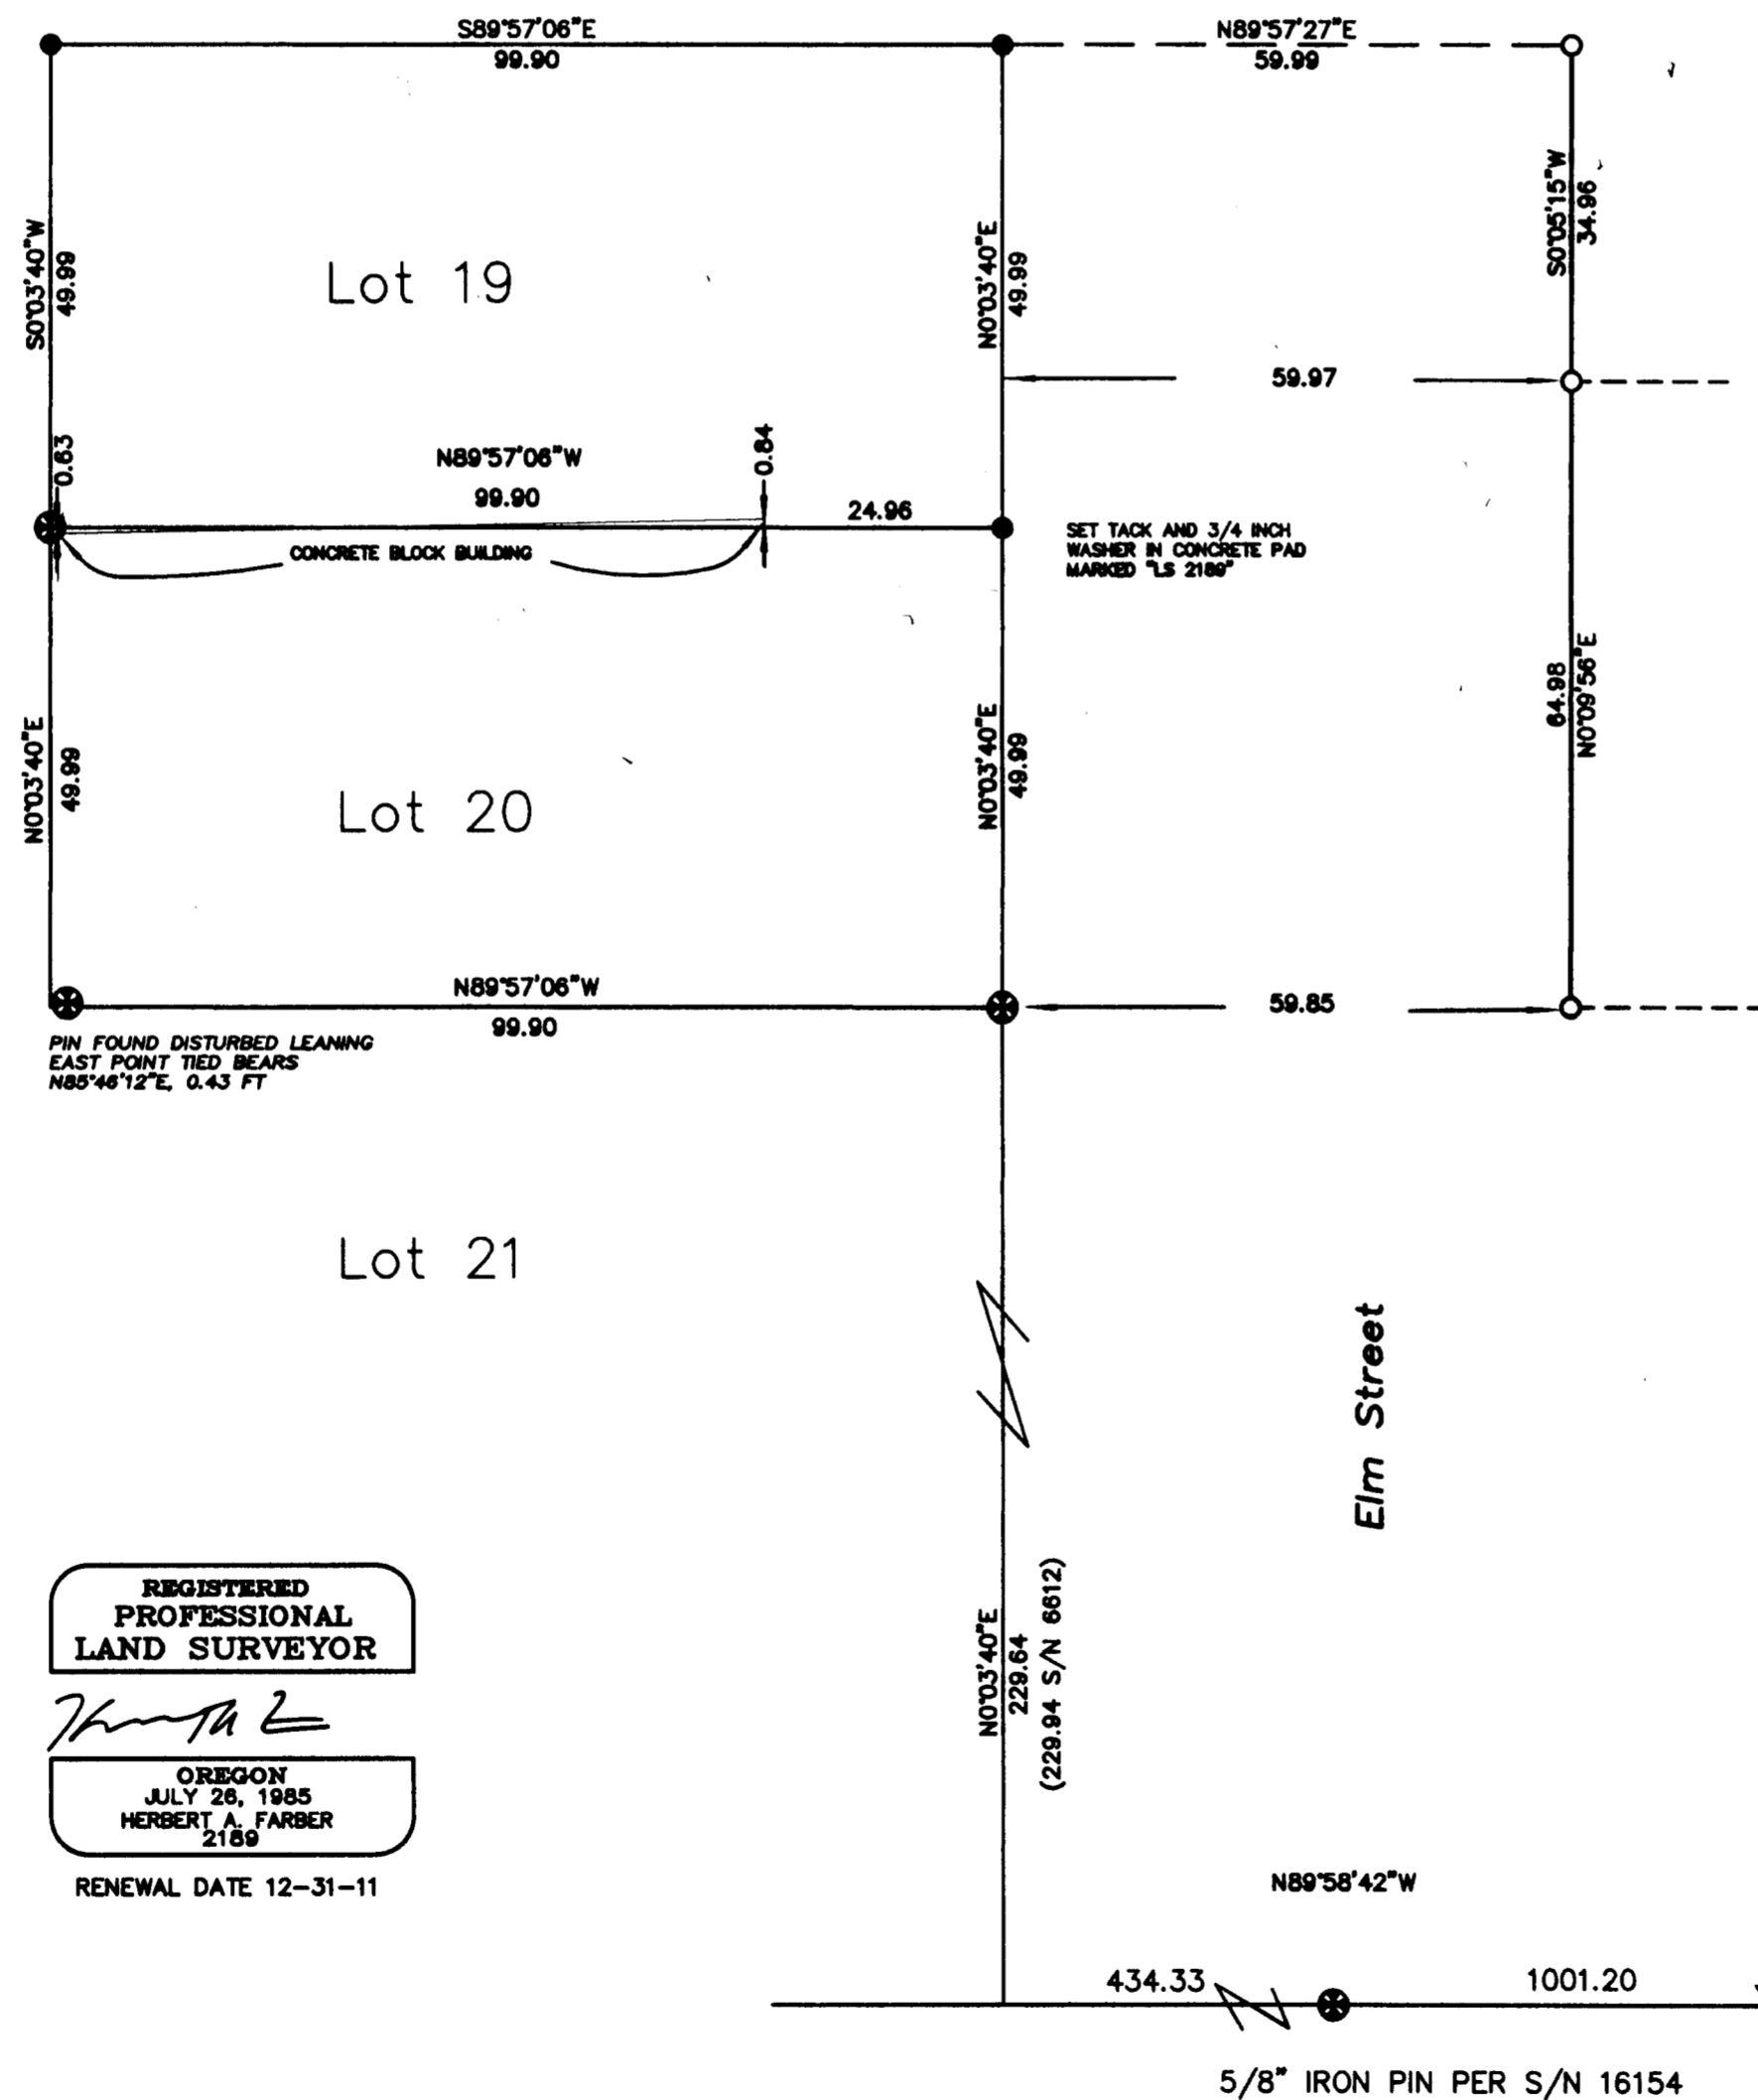 S89°57'06"E
99.90
N89°57'27"E
59.99
S0°03'40"W
49.99
Lot 19
N0°03'40"E
49.99
S0°05'15"W
34.96
59.97
0.63
N89°57'06"W
99.90
0.84
24.96
CONCRETE BLOCK BUILDING
SET TACK AND 3/4 INCH
WASHER IN CONCRETE PAD
MARKED "LS 2189"
N0°03'40"E
49.99
Lot 20
N0°03'40"E
49.99
64.98
N0°09'56"E
N89°57'06"W
99.90
59.85
PIN FOUND DISTURBED LEANING
EAST POINT TIED BEARS
N85°46'12"E, 0.43 FT
Lot 21
Elm Street
N0°03'40"E
229.64
(229.94 S/N 6612)
REGISTERED
PROFESSIONAL
LAND SURVEYOR
OREGON
JULY 26, 1985
HERBERT A. FARBER
2189
RENEWAL DATE 12-31-11
N89°58'42"W
434.33
1001.20
5/8" IRON PIN PER S/N 16154